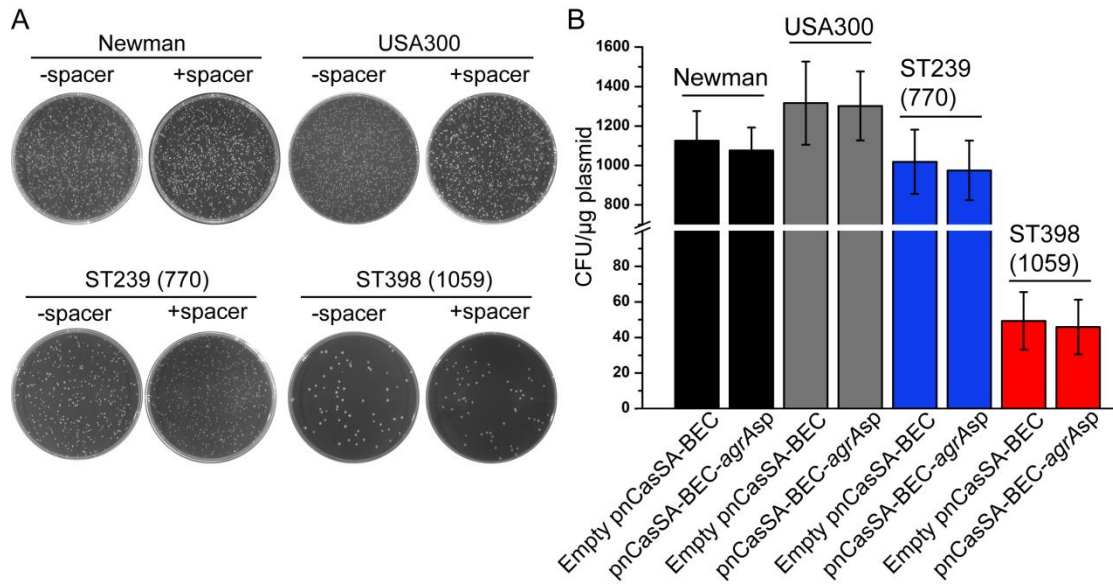 A
Newman
USA300
-spacer
+spacer
-spacer
+spacer
ST239 (770)
ST398 (1059)
-spacer
+spacer
-spacer
+spacer
B
CFU/μg plasmid
1600
1400
1200
1000
800
80
60
40
20
0
Newman
USA300
ST239
(770)
ST398
(1059)
Empty pnCasSA-BEC
pnCasSA-BEC-agrAsp
Empty pnCasSA-BEC
pnCasSA-BEC-agrAsp
Empty pnCasSA-BEC
pnCasSA-BEC-agrAsp
Empty pnCasSA-BEC
pnCasSA-BEC-agrAsp